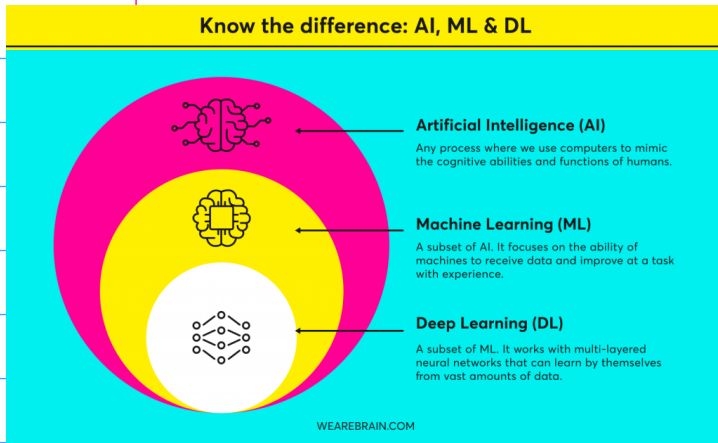 Know the difference: AI, ML & DL
Artificial Intelligence (AI)
Any process where we use computers to mimic
the cognitive abilities and functions of humans.
Machine Learning (ML)
A subset of AI. It focuses on the ability of
machines to receive data and improve at a task
with experience.
Deep Learning (DL)
A subset of ML. It works with multi-layered
neural networks that can learn by themselves
from vast amounts of data.
WEAREBRAIN.COM